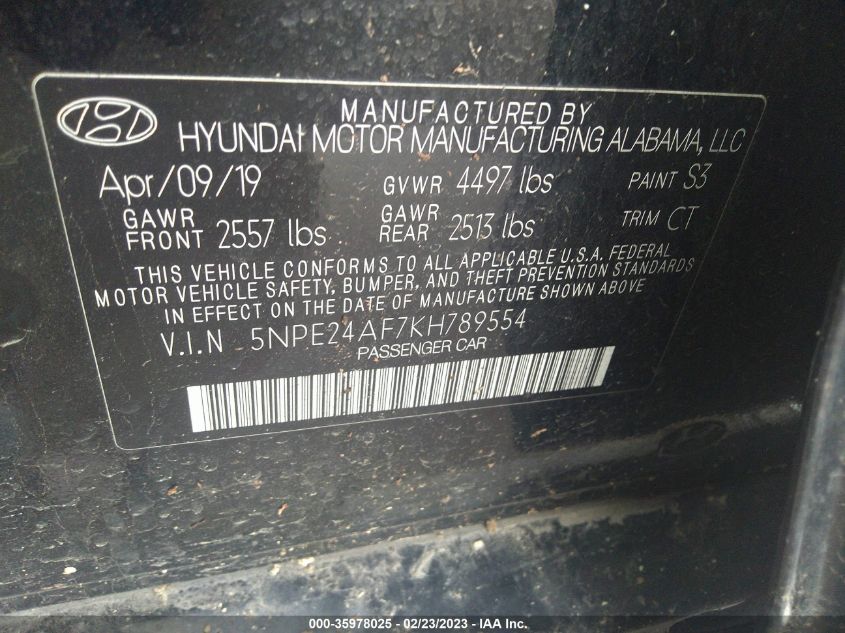 MANUFACTURED BY
HYUNDAI MOTOR MANUFACTURING ALABAMA, LLC
Apr/09/19 GVWR 4497 lbs PAINT S3
GAWR FRONT 2557 lbs GAWR REAR 2513 lbs TRIM CT
THIS VEHICLE CONFORMS TO ALL APPLICABLE U.S.A. FEDERAL
MOTOR VEHICLE SAFETY, BUMPER, AND THEFT PREVENTION STANDARDS
IN EFFECT ON THE DATE OF MANUFACTURE SHOWN ABOVE
V.I.N 5NPE24AF7KH789554
PASSENGER CAR
000-35978025 - 02/23/2023 - IAA Inc.